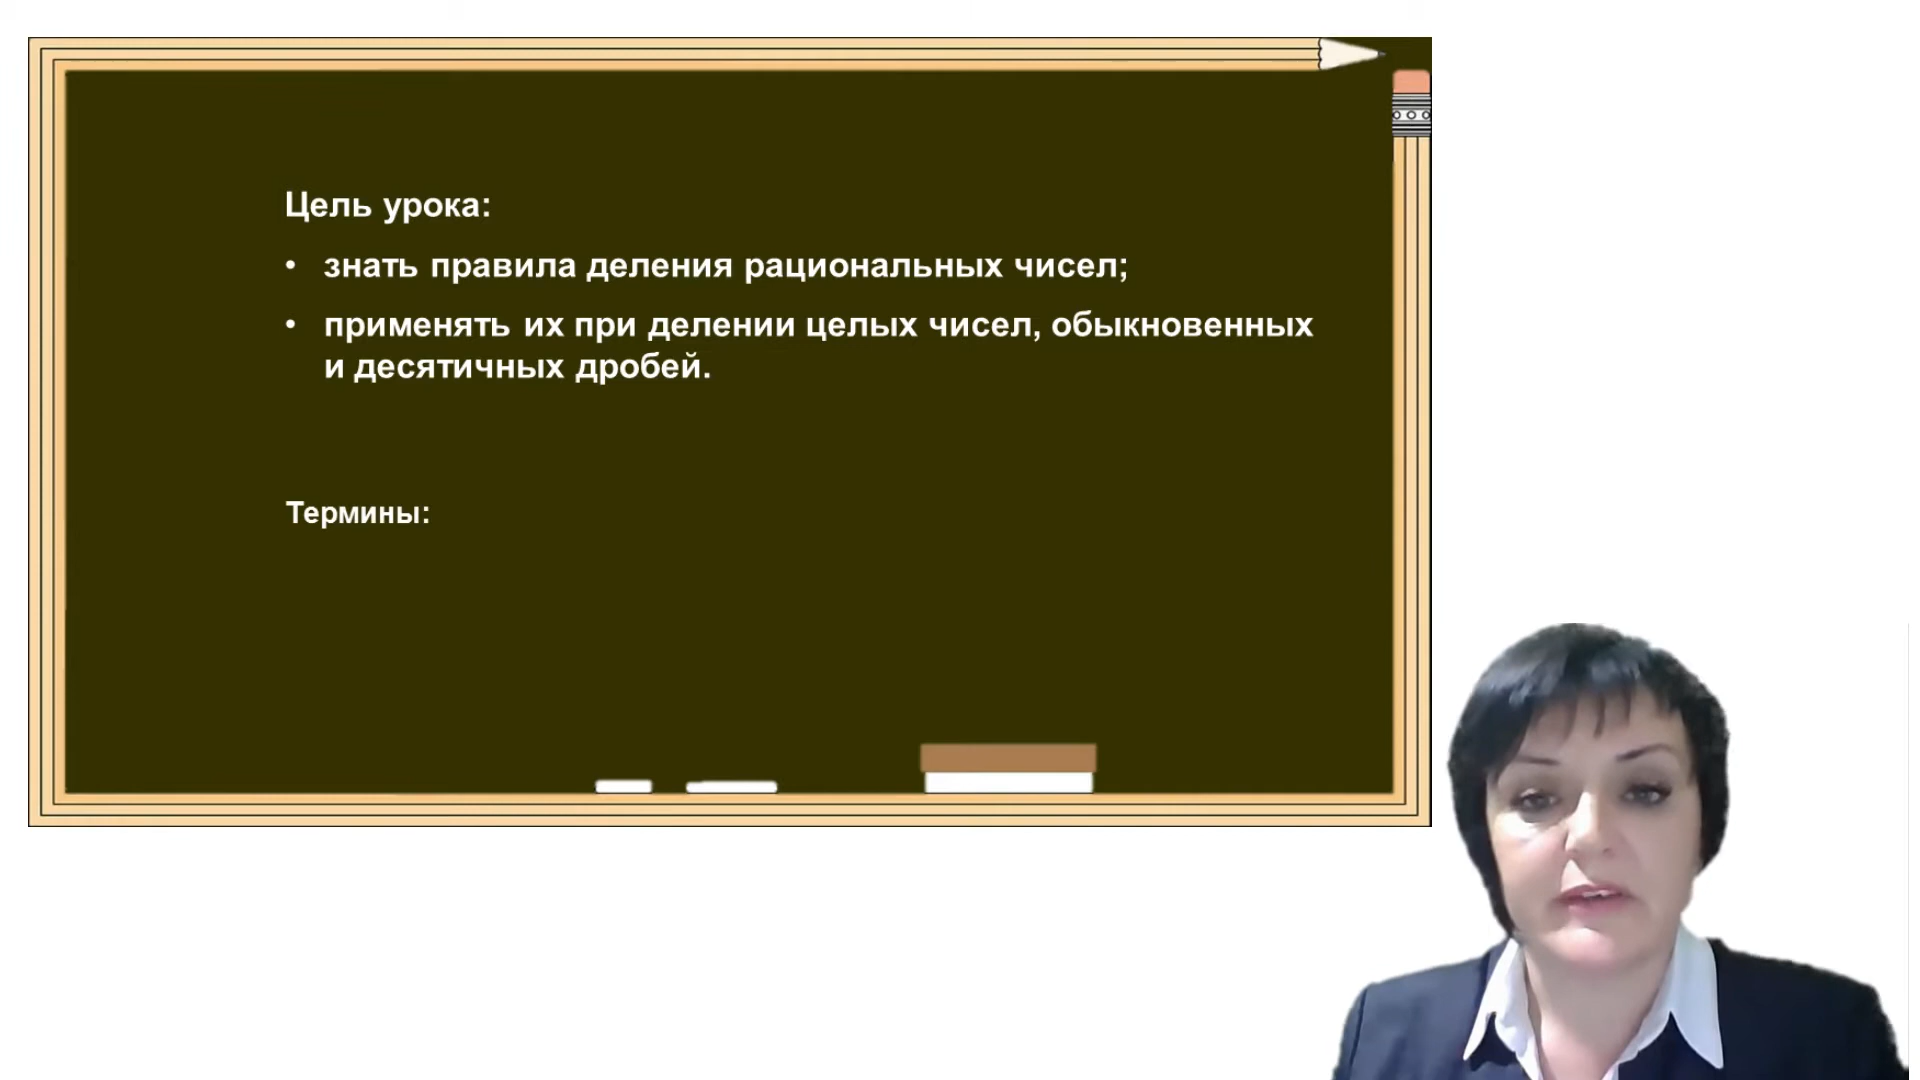 Цель урока:
• знать правила деления рациональных чисел;
• применять их при делении целых чисел, обыкновенных
и десятичных дробей.
Термины: